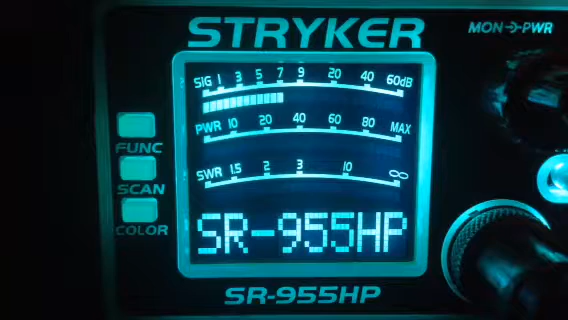 STRYKER
MON PWR
SIG 1 3 5 7 9 20 40 60dB
PWR 10 20 40 60 80 MAX
SWR 1.5 2 3 10 ∞
FUNC
SCAN
COLOR
SR-955HP
SR-955HP